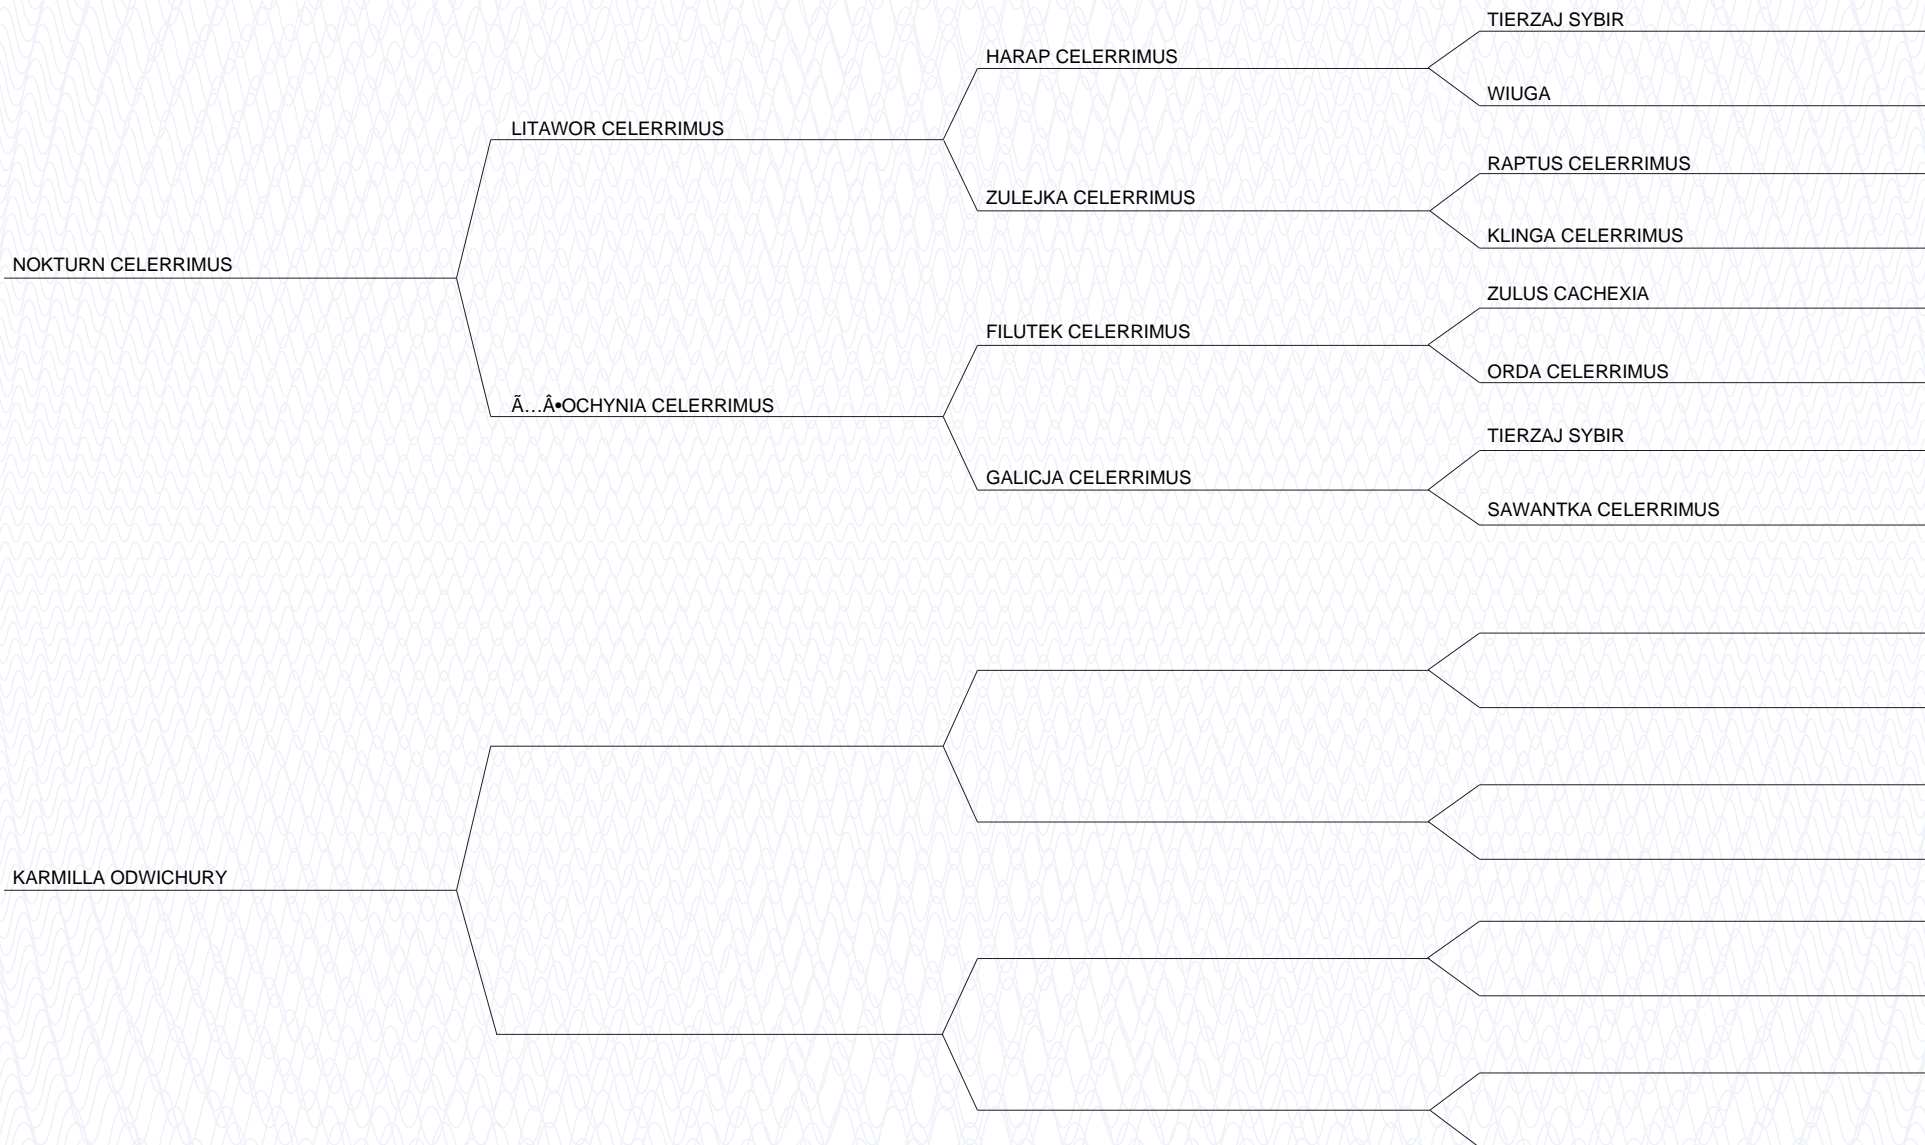 TIERZAJ SYBIR
HARAP CELERRIMUS
WIUGA
LITAWOR CELERRIMUS
RAPTUS CELERRIMUS
ZULEJKA CELERRIMUS
KLINGA CELERRIMUS
NOKTURN CELERRIMUS
ZULUS CACHEXIA
FILUTEK CELERRIMUS
ORDA CELERRIMUS
Ã…Â•OCHYNIA CELERRIMUS
TIERZAJ SYBIR
GALICJA CELERRIMUS
SAWANTKA CELERRIMUS
KARMILLA ODWICHURY